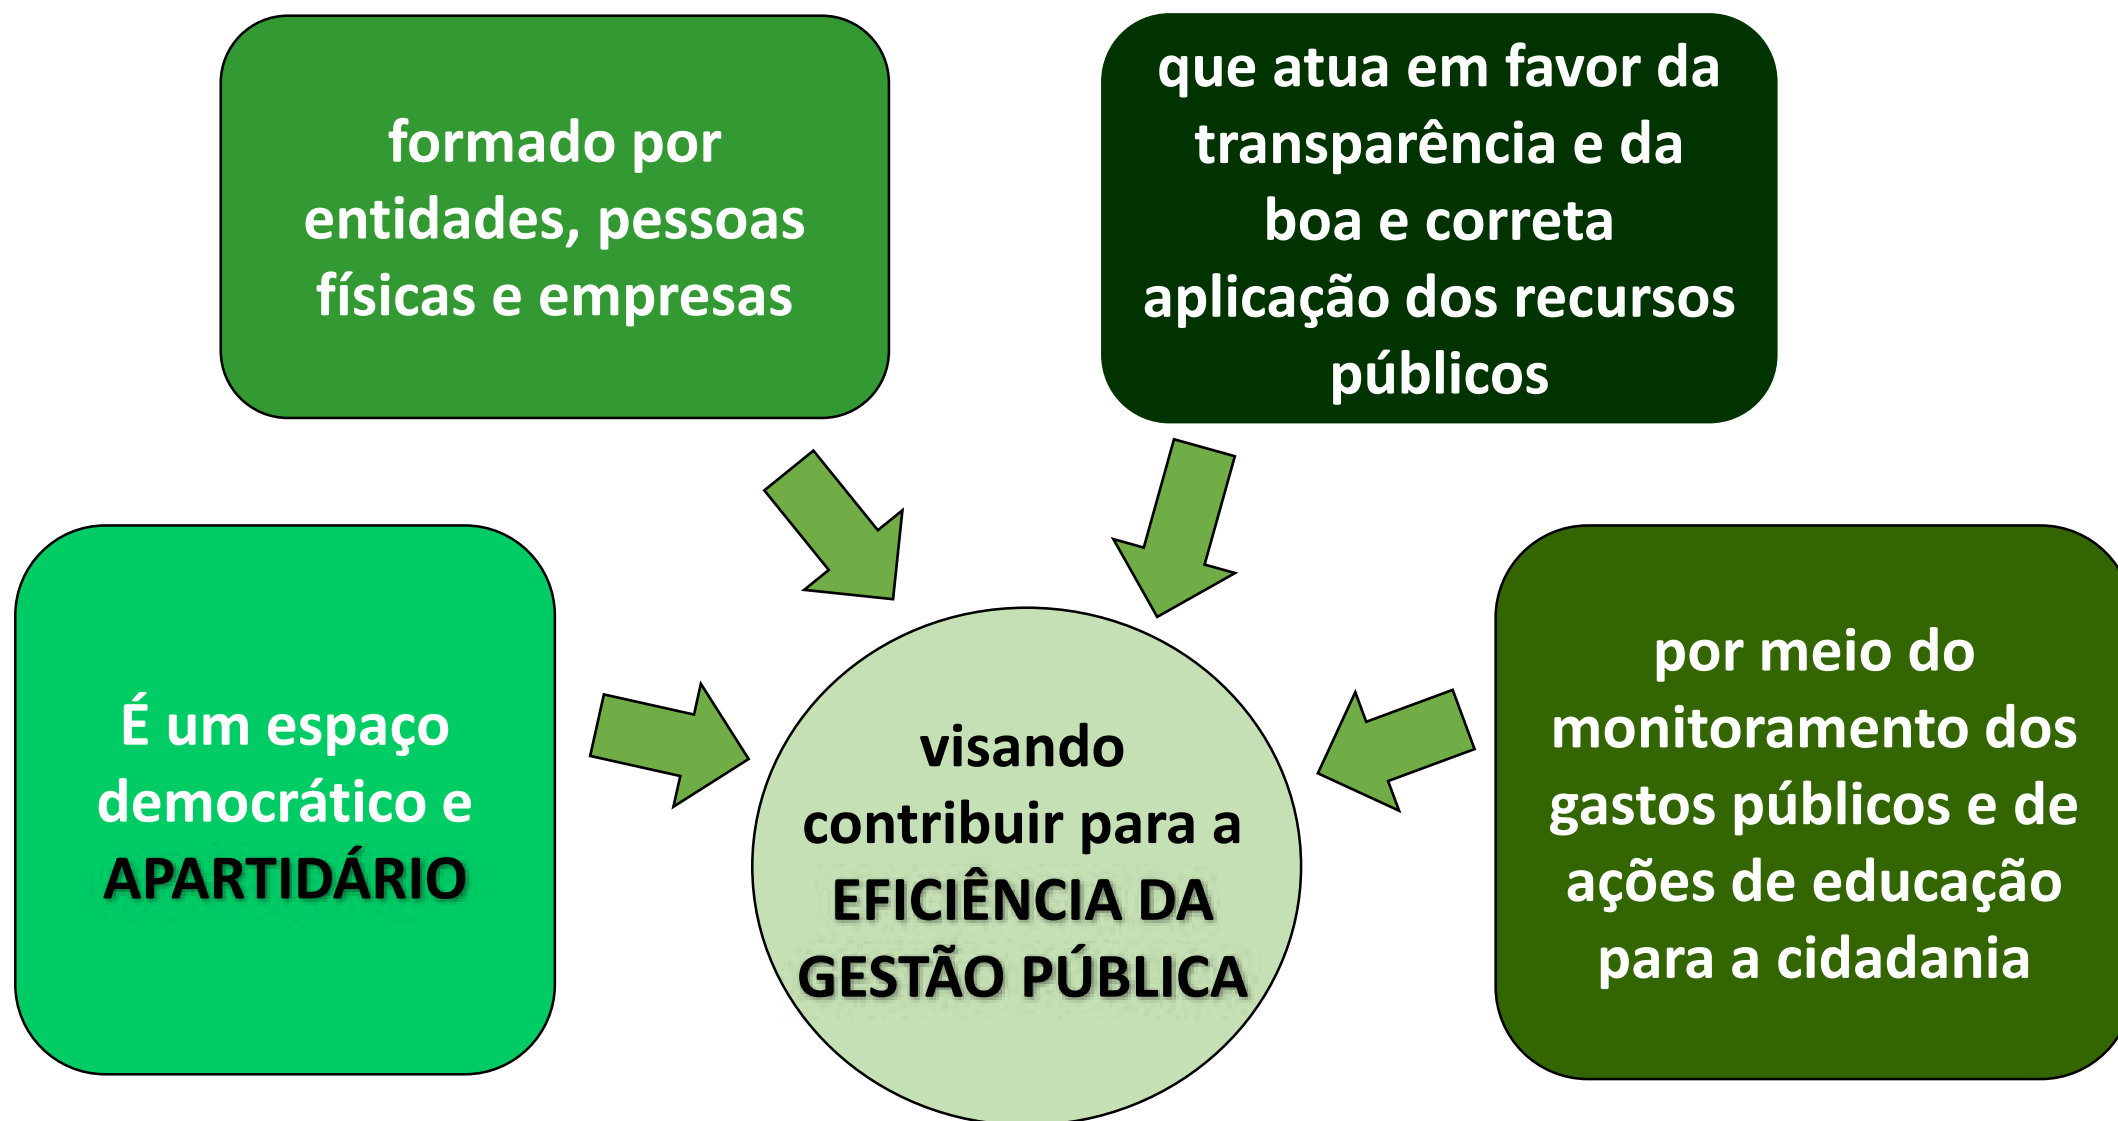 É um espaço
democrático e
APARTIDÁRIO
formado por
entidades, pessoas
físicas e empresas
que atua em favor da
transparência e da
boa e correta
aplicação dos recursos
públicos
por meio do
monitoramento dos
gastos públicos e de
ações de educação
para a cidadania
visando
contribuir para a
EFICIÊNCIA DA
GESTÃO PÚBLICA